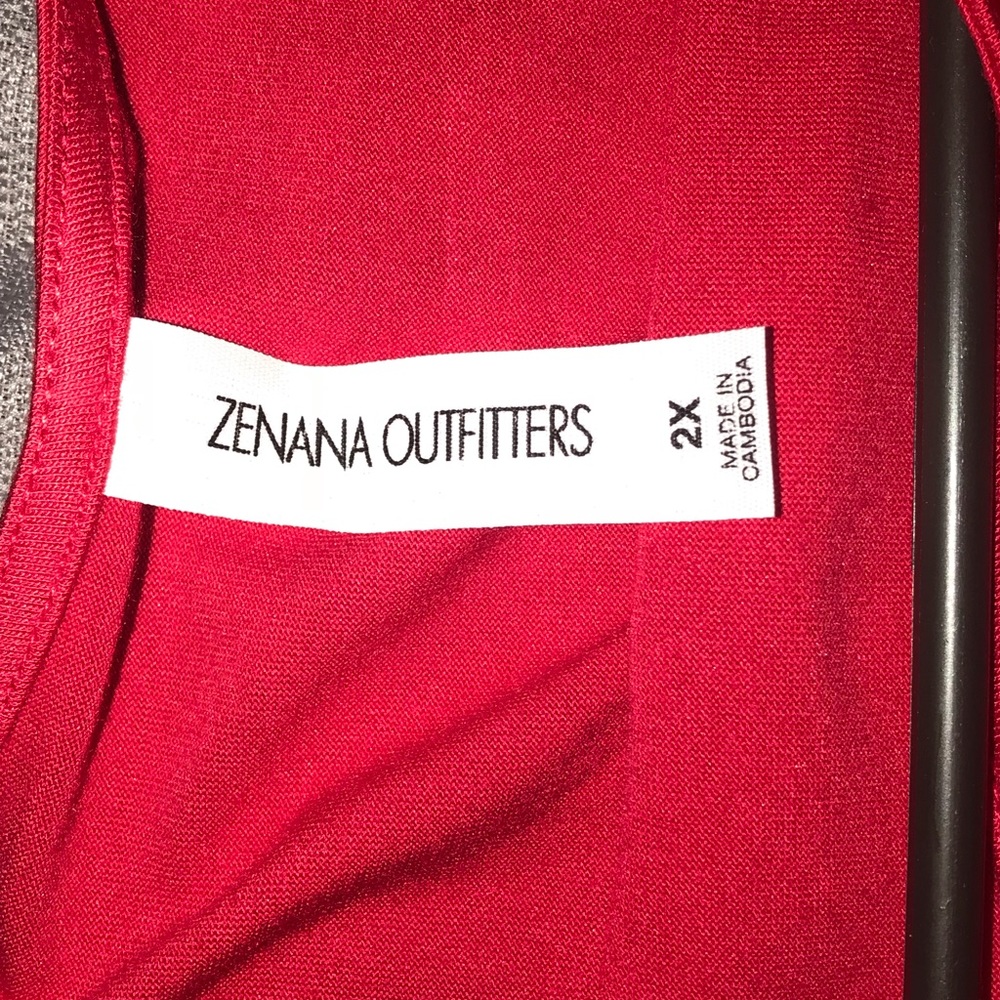 ZENANA OUTFITTERS
2X
MADE IN
CAMBODIA